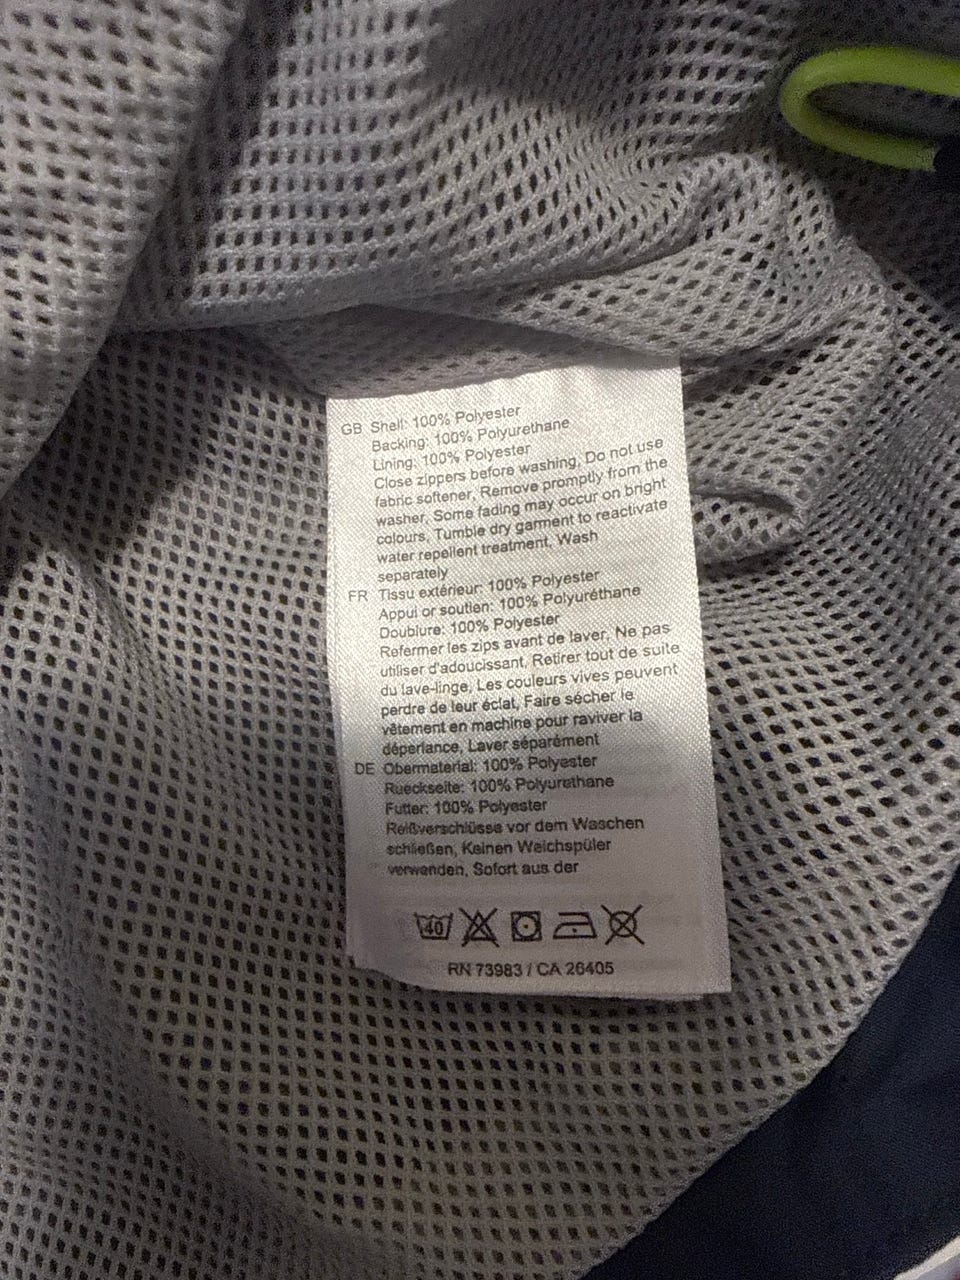 GB Shell: 100% Polyester
Backing: 100% Polyurethane
Lining: 100% Polyester
Close zippers before washing, Do not use
fabric softener, Remove promptly from the
washer, Some fading may occur on bright
colours, Tumble dry garment to reactivate
water repellent treatment, Wash
separately
FR Tissu extérieur: 100% Polyester
Appui or soutien: 100% Polyuréthane
Doublure: 100% Polyester
Refermer les zips avant de laver, Ne pas
utiliser d'adoucissant, Retirer tout de suite
du lave-linge, Les couleurs vives peuvent
perdre de leur éclat, Faire sécher le
vêtement en machine pour raviver la
déperlance, Laver séparément
DE Obermaterial: 100% Polyester
Rueckseite: 100% Polyurethane
Futter: 100% Polyester
Reißverschlüsse vor dem Waschen
schließen, Keinen Weichspüler
verwenden, Sofort aus der
40
RN 73983 / CA 26405